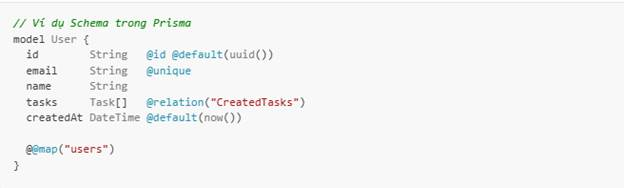 // Ví dụ Schema trong Prisma
model User {
  id        String   @id @default(uuid())
  email     String   @unique
  name      String
  tasks     Task[]   @relation("CreatedTasks")
  createdAt DateTime @default(now())

  @@map("users")
}